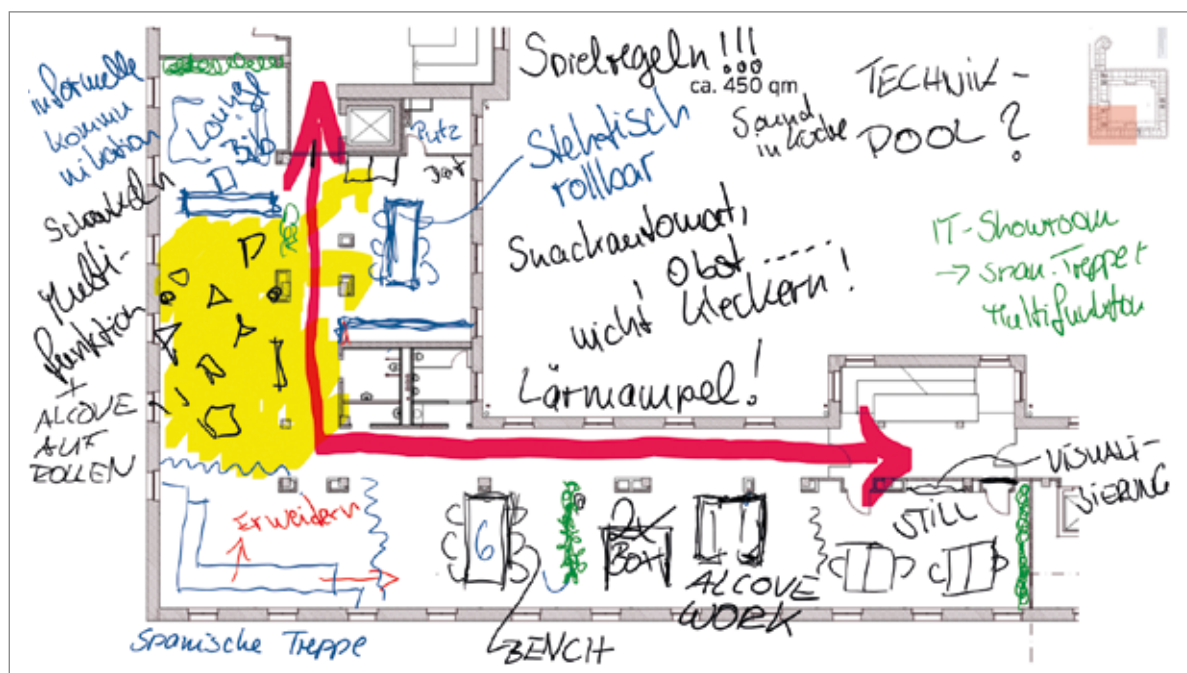 informelle
kommu
nikation
Lounge
Bib
Schaukeln
Multi-
funktion
+
ALCOVE
AUF
ROLLEN
Putz
Spielregeln!!!
ca. 450 qm
Sound
in Küche
TECHNIK-
POOL?
Stehtisch
rollbar
Snackautomat,
Obst .....
nicht kleckern!
Lärmampel!
IT-Showroom
→ span. Treppe +
Multifunktion
Erweidern
Spanische Treppe
6
BENCH
2x
Box
ALCOVE
WORK
STILL
VISUALI-
SIERUNG